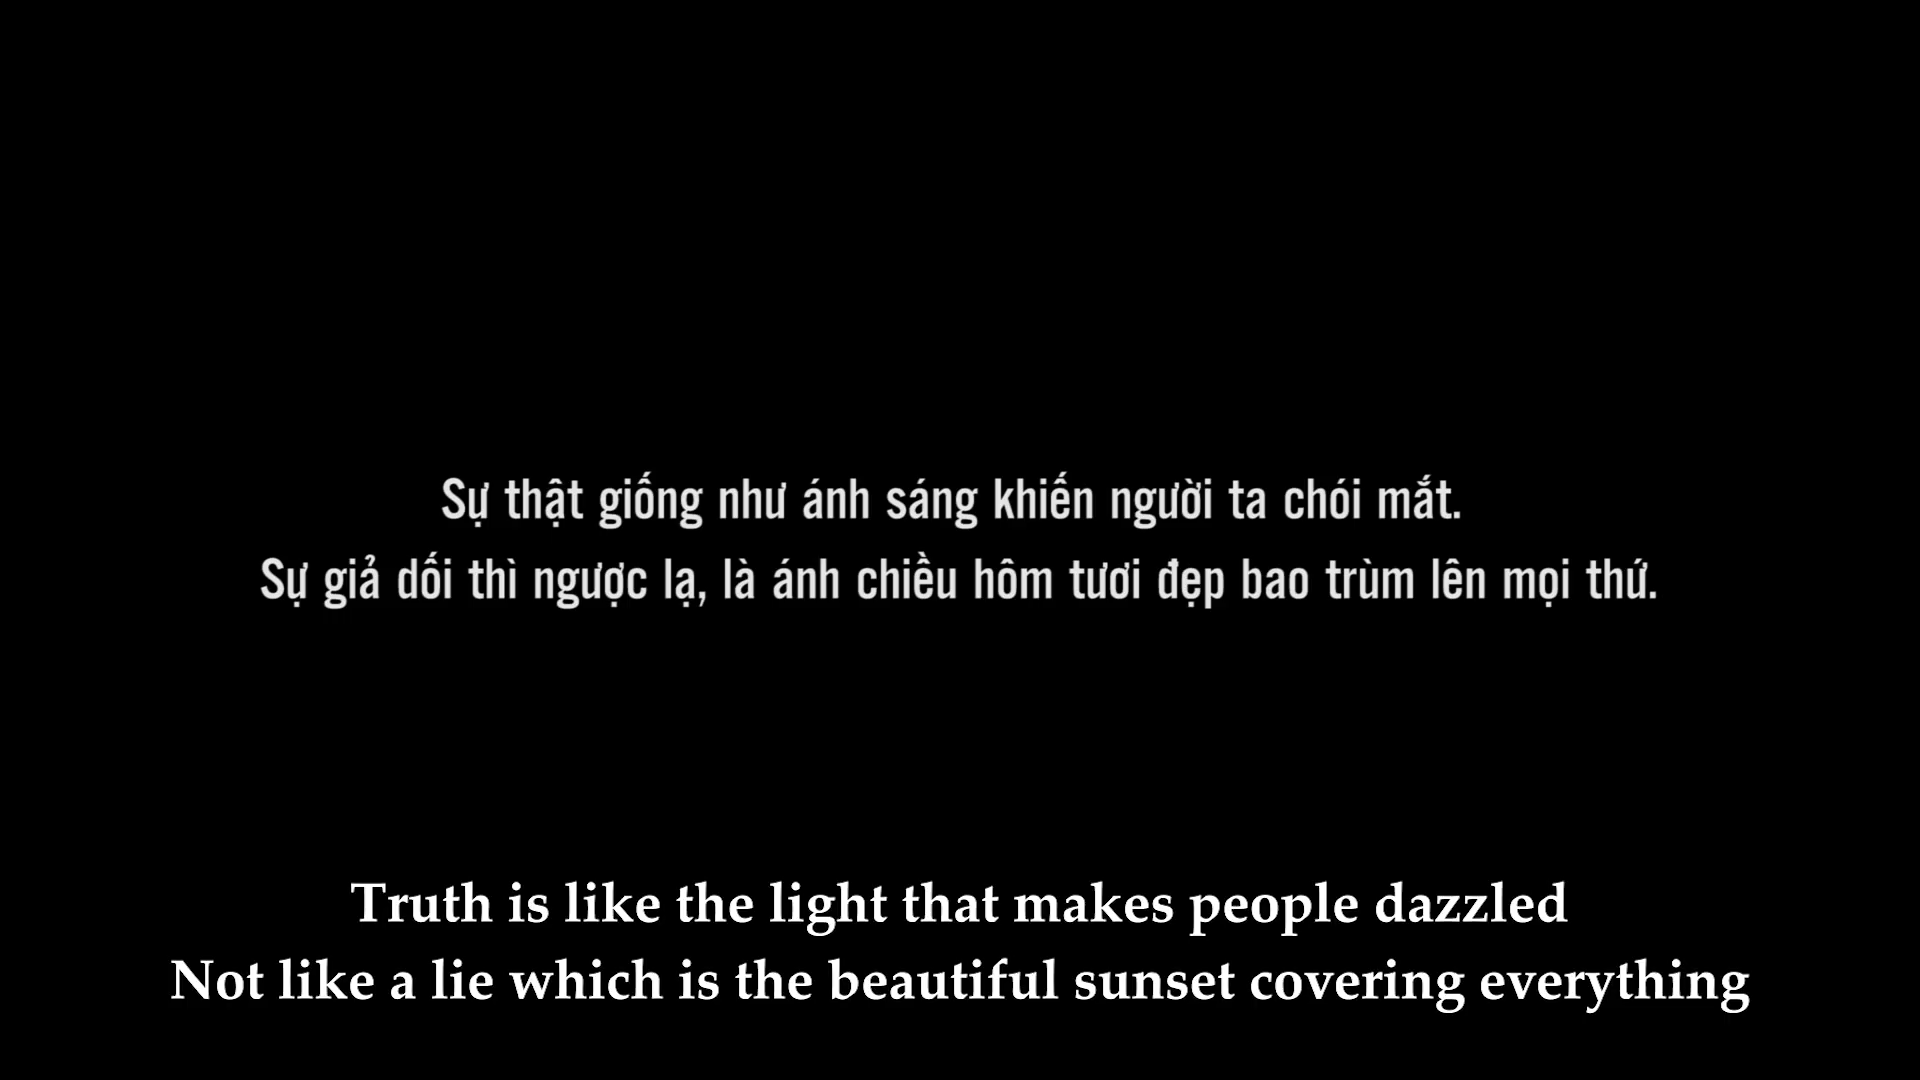 Sự thật giống như ánh sáng khiến người ta chói mắt.
Sự giả dối thì ngược lạ, là ánh chiều hôm tươi đẹp bao trùm lên mọi thứ.
Truth is like the light that makes people dazzled
Not like a lie which is the beautiful sunset covering everything